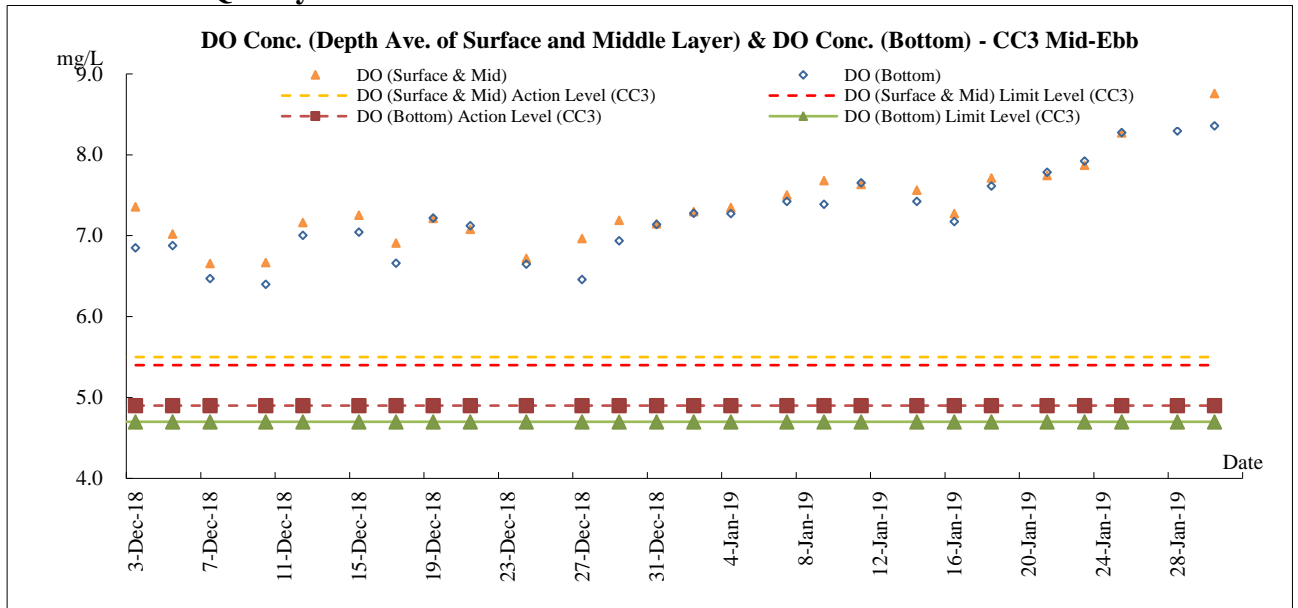 DO Conc. (Depth Ave. of Surface and Middle Layer) & DO Conc. (Bottom) - CC3 Mid-Ebb
mg/L
DO (Surface & Mid)
DO (Bottom)
DO (Surface & Mid) Action Level (CC3)
DO (Surface & Mid) Limit Level (CC3)
DO (Bottom) Action Level (CC3)
DO (Bottom) Limit Level (CC3)
9.0
8.0
7.0
6.0
5.0
4.0
Date
3-Dec-18
7-Dec-18
11-Dec-18
15-Dec-18
19-Dec-18
23-Dec-18
27-Dec-18
31-Dec-18
4-Jan-19
8-Jan-19
12-Jan-19
16-Jan-19
20-Jan-19
24-Jan-19
28-Jan-19